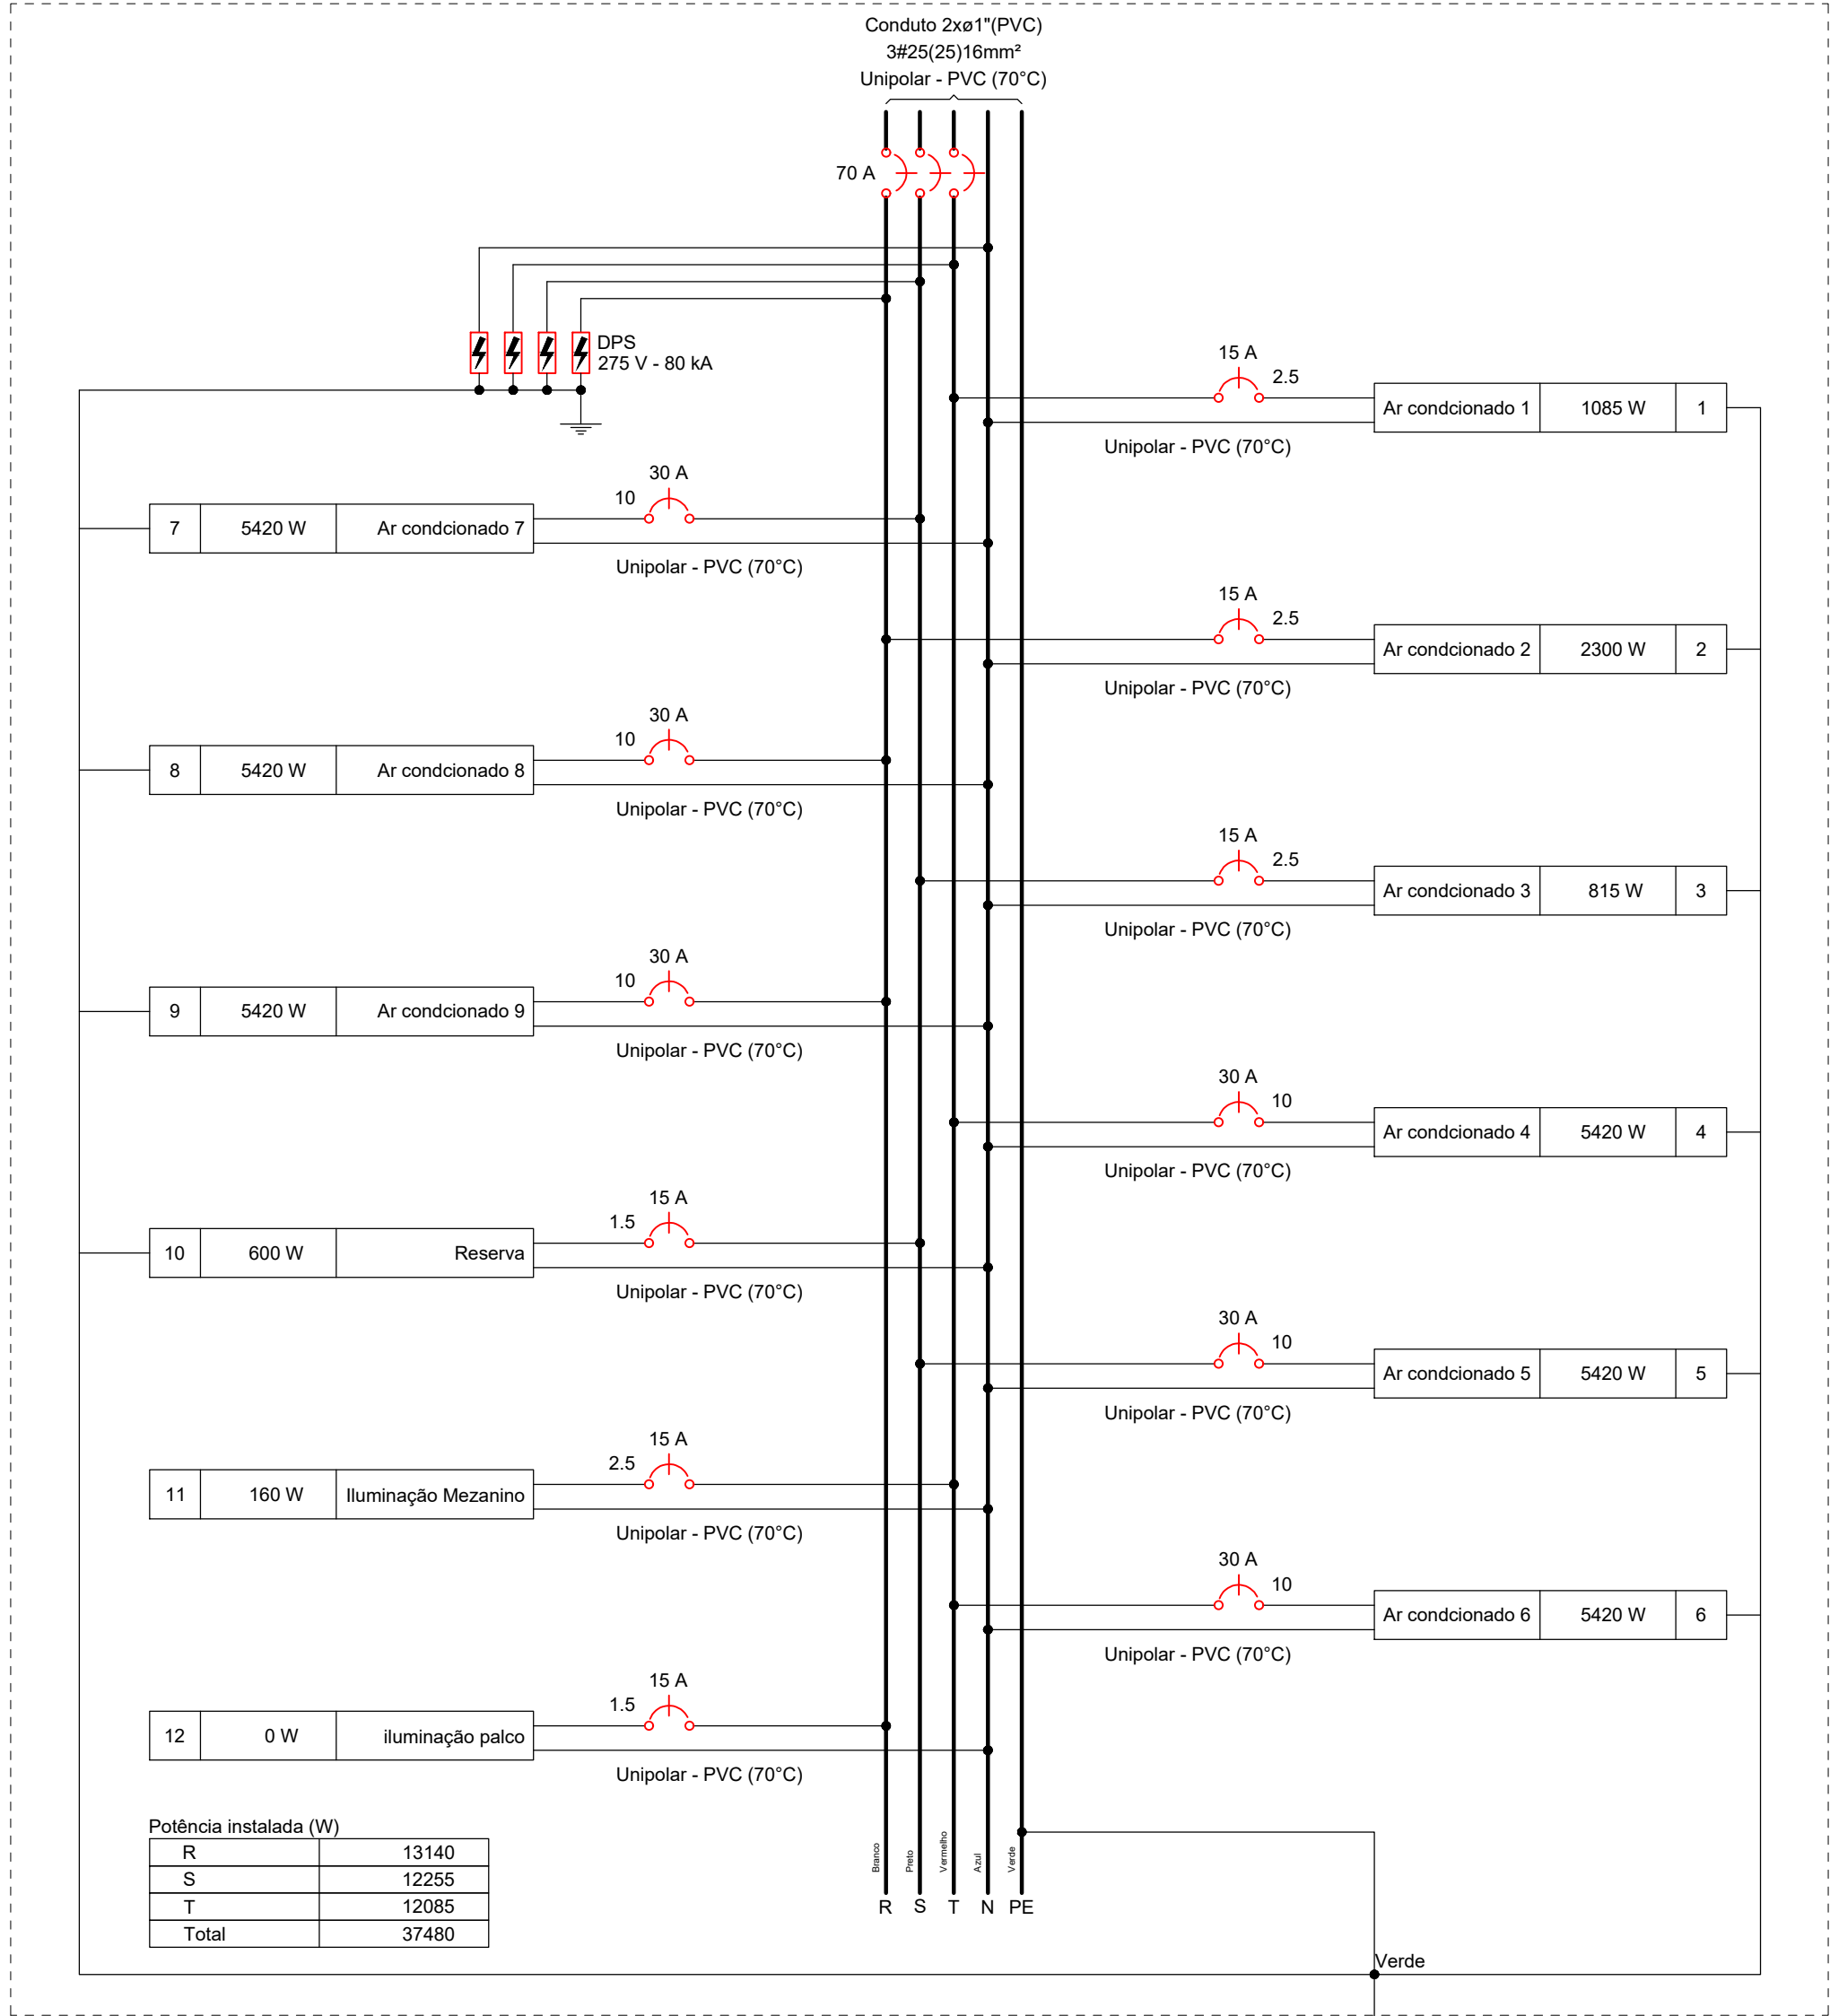 Conduto 2xø1"(PVC)
3#25(25)16mm²
Unipolar - PVC (70°C)
70 A
DPS
275 V - 80 kA
15 A
2.5
Ar condcionado 1 1085 W 1
Unipolar - PVC (70°C)
30 A
10
7 5420 W Ar condcionado 7
Unipolar - PVC (70°C)
15 A
2.5
Ar condcionado 2 2300 W 2
Unipolar - PVC (70°C)
30 A
10
8 5420 W Ar condcionado 8
Unipolar - PVC (70°C)
15 A
2.5
Ar condcionado 3 815 W 3
Unipolar - PVC (70°C)
30 A
10
9 5420 W Ar condcionado 9
Unipolar - PVC (70°C)
30 A
10
Ar condcionado 4 5420 W 4
Unipolar - PVC (70°C)
15 A
1.5
10 600 W Reserva
Unipolar - PVC (70°C)
30 A
10
Ar condcionado 5 5420 W 5
Unipolar - PVC (70°C)
15 A
2.5
11 160 W Iluminação Mezanino
Unipolar - PVC (70°C)
30 A
10
Ar condcionado 6 5420 W 6
Unipolar - PVC (70°C)
15 A
1.5
12 0 W iluminação palco
Unipolar - PVC (70°C)
Potência instalada (W)
R 13140
S 12255
T 12085
Total 37480
Branco Preto Vermelho Azul Verde
R S T N PE
Verde